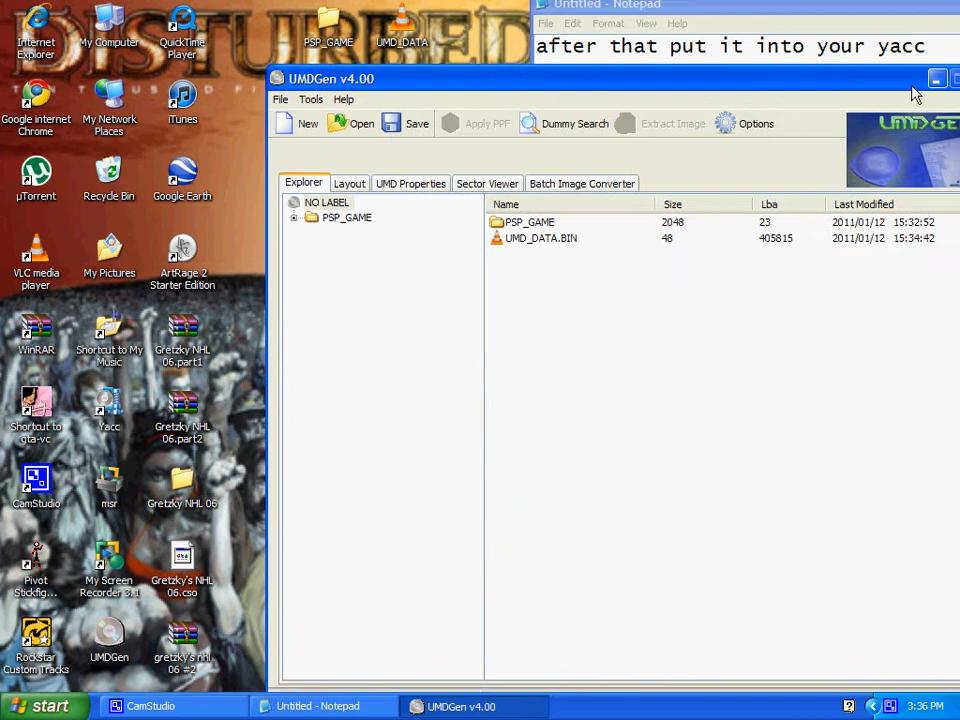 DISTURBED
Internet Explorer
My Computer
QuickTime Player
PSP_GAME
UMD_DATA
Google internet Chrome
My Network Places
iTunes
µTorrent
Recycle Bin
Google Earth
VLC media player
My Pictures
ArtRage 2 Starter Edition
WinRAR
Shortcut to My Music
Gretzky NHL 06.part1
Shortcut to gta-vc
Yacc
Gretzky NHL 06.part2
CamStudio
msr
Gretzky NHL 06
Pivot Stickfig...
My Screen Recorder 3.1
Gretzky's NHL 06.cso
Rockstar Custom Tracks
UMDGen
gretzky's nhl 06 #2
Untitled - Notepad
File Edit Format View Help
after that put it into your yacc
UMDGen v4.00
File Tools Help
New Open Save Apply PPF Dummy Search Extract Image Options
UMDGE
Explorer Layout UMD Properties Sector Viewer Batch Image Converter
NO LABEL
PSP_GAME
Name Size Lba Last Modified
PSP_GAME 2048 23 2011/01/12 15:32:52
UMD_DATA.BIN 48 405815 2011/01/12 15:34:42
start CamStudio Untitled - Notepad UMDGen v4.00 3:36 PM